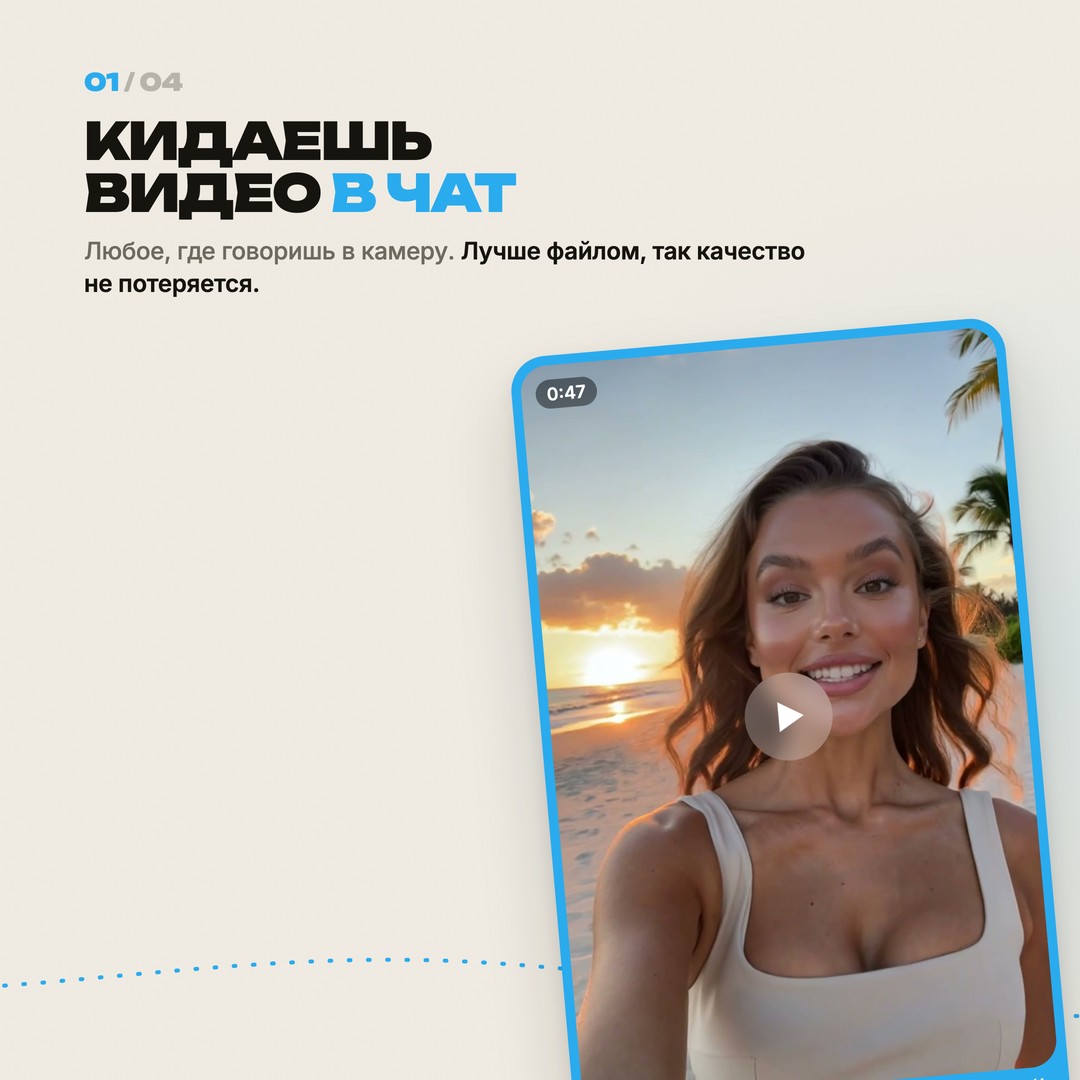 01 / 04
КИДАЕШЬ
ВИДЕО В ЧАТ
Любое, где говоришь в камеру. Лучше файлом, так качество
не потеряется.
0:47